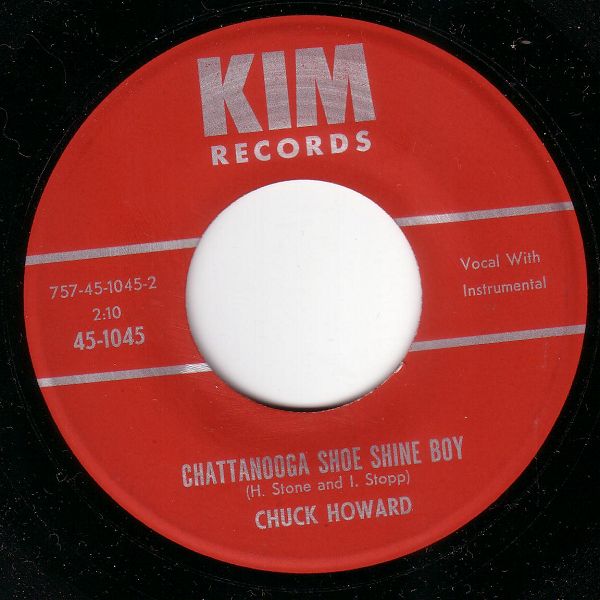 KIM
RECORDS
757-45-1045-2
2:10
45-1045
Vocal With
Instrumental
CHATTANOOGA SHOE SHINE BOY
(H. Stone and I. Stopp)
CHUCK HOWARD